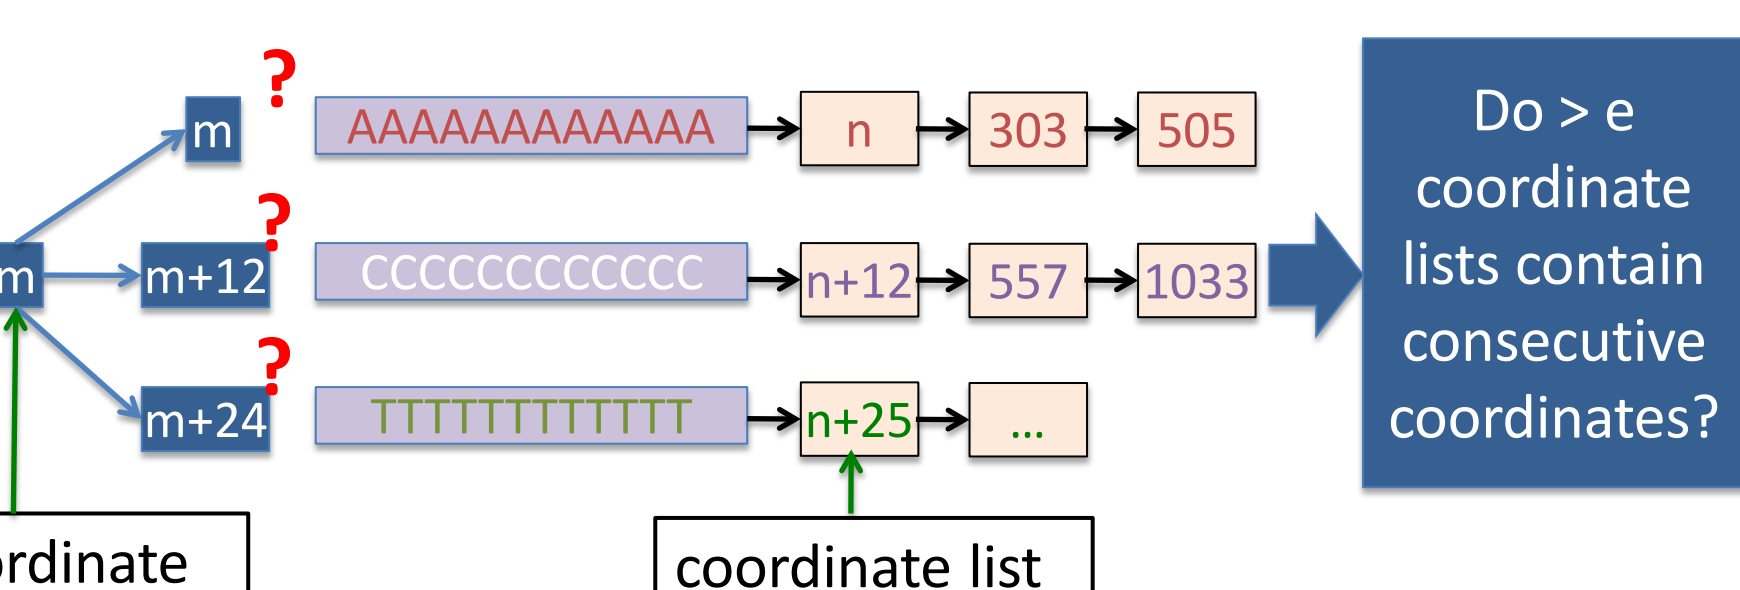 ?
m AAAAAAAAAAAA n 303 505
?
m m+12 CCCCCCCCCCCC n+12 557 1033
?
m+24 TTTTTTTTTTTT n+25 ...
Do > e
coordinate
lists contain
consecutive
coordinates?
ordinate
coordinate list